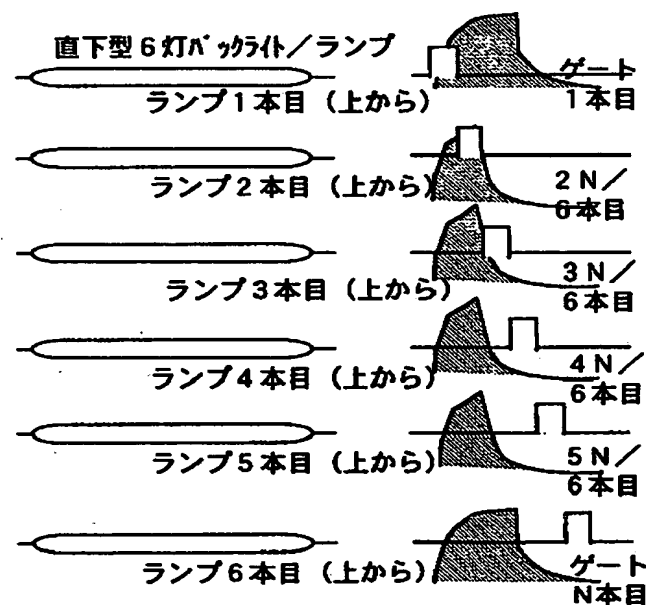 直下型6灯バックライト／ランプ
ゲート
1本目
ランプ1本目（上から）
ランプ2本目（上から）
2N／
6本目
ランプ3本目（上から）
3N／
6本目
ランプ4本目（上から）
4N／
6本目
ランプ5本目（上から）
5N／
6本目
ランプ6本目（上から）
ゲート
N本目